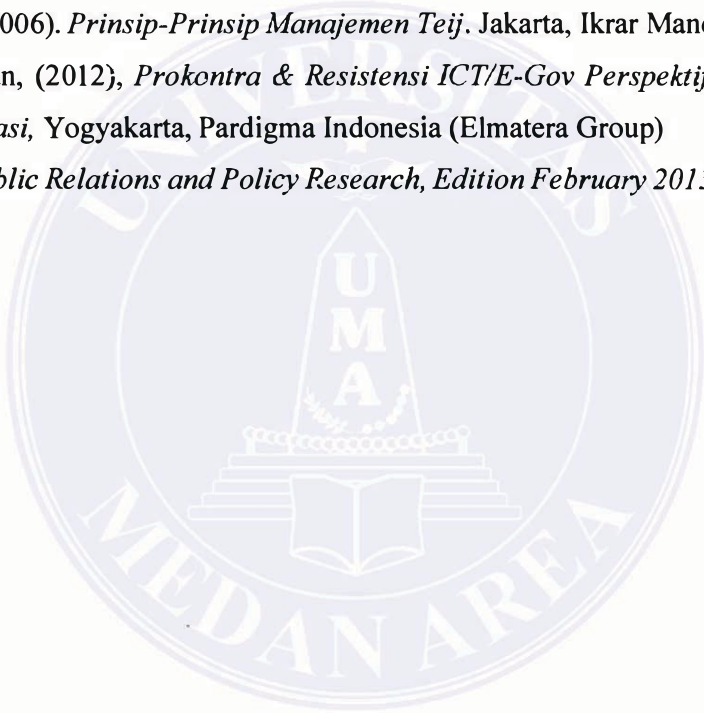 006). Prinsip-Prinsip Manajemen Teij. Jakarta, Ikrar Mand
n, (2012), Prokontra & Resistensi ICT/E-Gov Perspektif
asi, Yogyakarta, Pardigma Indonesia (Elmatera Group)
blic Relations and Policy Research, Edition February 2013
UNIVERSITAS
U
M
A
MEDAN AREA